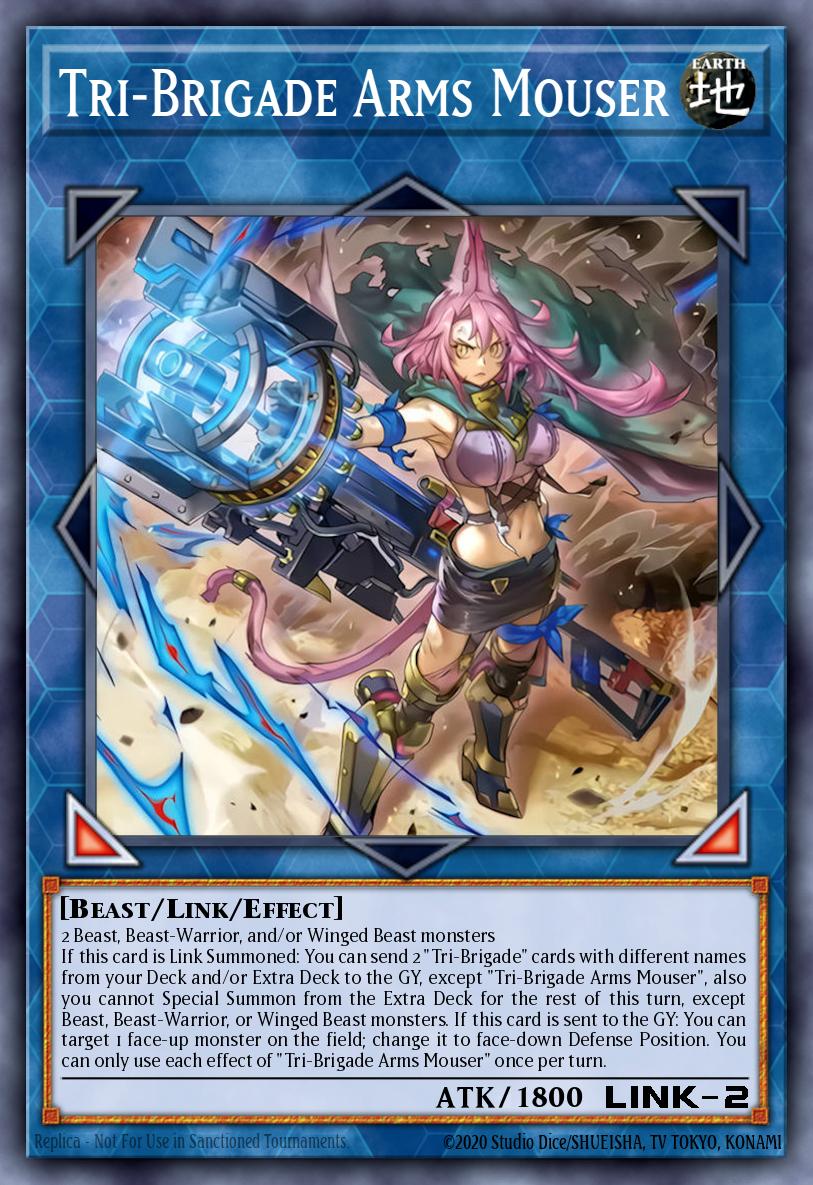 Tri-Brigade Arms Mouser
EARTH
地
[Beast/Link/Effect]
2 Beast, Beast-Warrior, and/or Winged Beast monsters
If this card is Link Summoned: You can send 2 "Tri-Brigade" cards with different names
from your Deck and/or Extra Deck to the GY, except "Tri-Brigade Arms Mouser", also
you cannot Special Summon from the Extra Deck for the rest of this turn, except
Beast, Beast-Warrior, or Winged Beast monsters. If this card is sent to the GY: You can
target 1 face-up monster on the field; change it to face-down Defense Position. You
can only use each effect of "Tri-Brigade Arms Mouser" once per turn.
ATK/1800 LINK-2
Replica - Not For Use in Sanctioned Tournaments.
©2020 Studio Dice/SHUEISHA, TV TOKYO, KONAMI